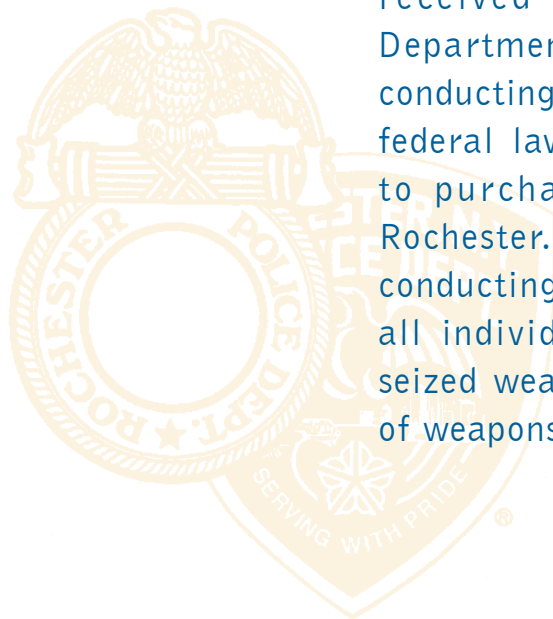 received
Departmen
conducting
federal law
to purcha
Rochester.
conducting
all individ
seized wea
of weapons
ROCHESTER POLICE DEPT.
SERVING WITH PRIDE
®